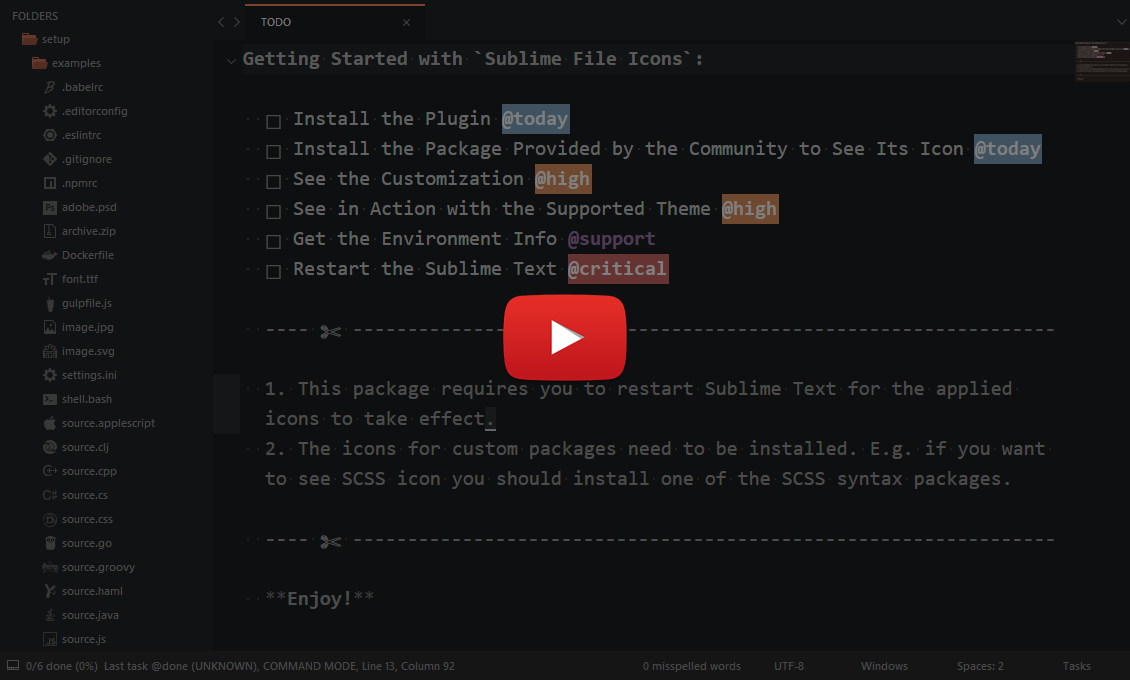 FOLDERS
setup
examples
.babelrc
.editorconfig
.eslintrc
.gitignore
.npmrc
adobe.psd
archive.zip
Dockerfile
font.ttf
gulpfile.js
image.jpg
image.svg
settings.ini
shell.bash
source.applescript
source.clj
source.cpp
source.cs
source.css
source.go
source.groovy
source.haml
source.java
source.js
TODO
Getting Started with `Sublime File Icons`:
Install the Plugin @today
Install the Package Provided by the Community to See Its Icon @today
See the Customization @high
See in Action with the Supported Theme @high
Get the Environment Info @support
Restart the Sublime Text @critical
1. This package requires you to restart Sublime Text for the applied
icons to take effect.
2. The icons for custom packages need to be installed. E.g. if you want
to see SCSS icon you should install one of the SCSS syntax packages.
**Enjoy!**
0/6 done (0%) Last task @done (UNKNOWN), COMMAND MODE, Line 13, Column 92 0 misspelled words UTF-8 Windows Spaces: 2 Tasks